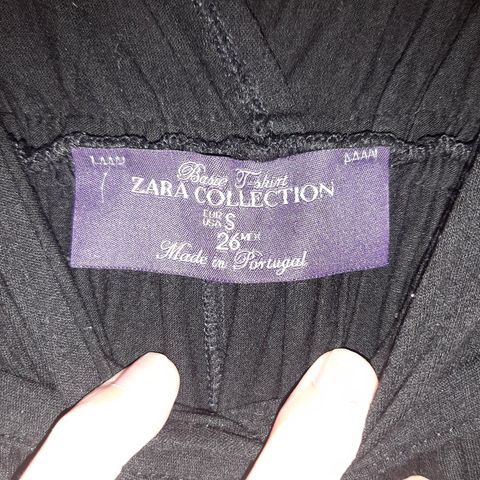 Basic T-shirt
ZARA COLLECTION
EUR
USA S
26 MEX
Made in Portugal